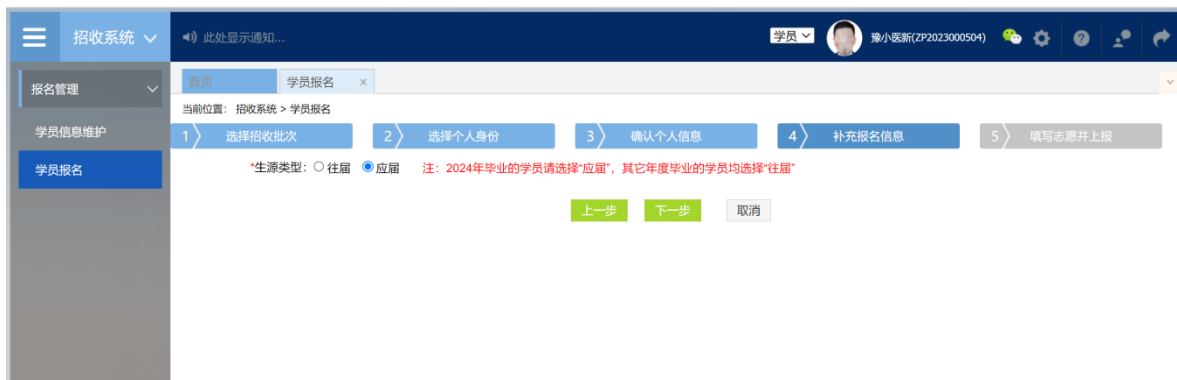 招收系统
此处显示通知...
学员
豫小医新(ZP2023000504)
报名管理
学员信息维护
学员报名
首页
学员报名 ×
当前位置: 招收系统 > 学员报名
1 选择招收批次
2 选择个人身份
3 确认个人信息
4 补充报名信息
5 填写志愿并上报
*生源类型: 往届 应届 注: 2024年毕业的学员请选择"应届", 其它年度毕业的学员均选择"往届"
上一步 下一步 取消